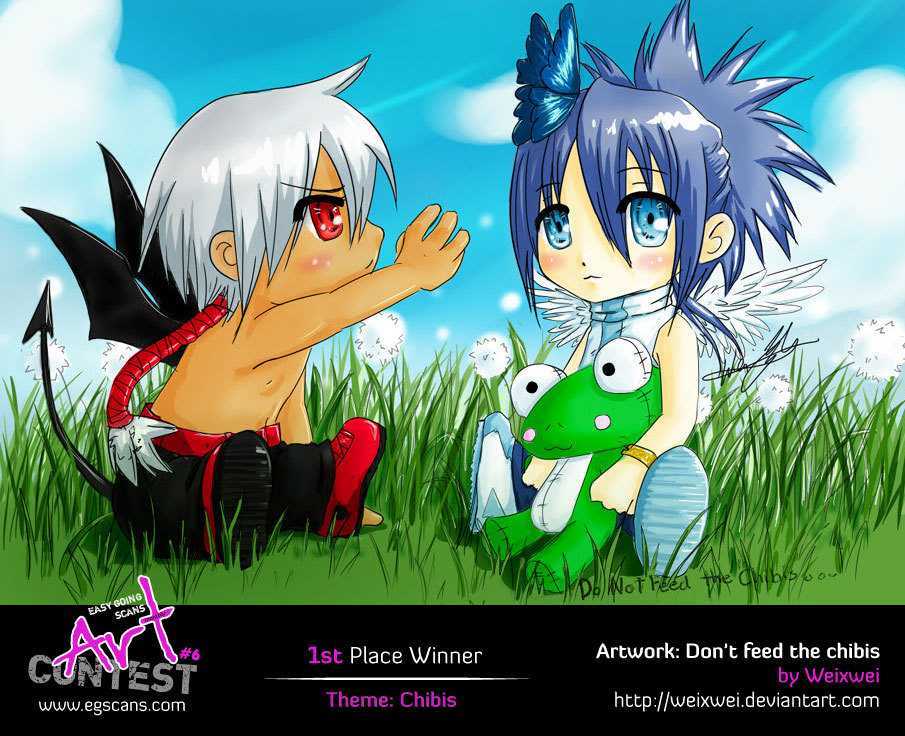 Do Not Feed the Chibis...
EASY GOING
SCANS
Art
#6
CONTEST
www.egscans.com
1st Place Winner
Theme: Chibis
Artwork: Don't feed the chibis
by Weixwei
http://weixwei.deviantart.com